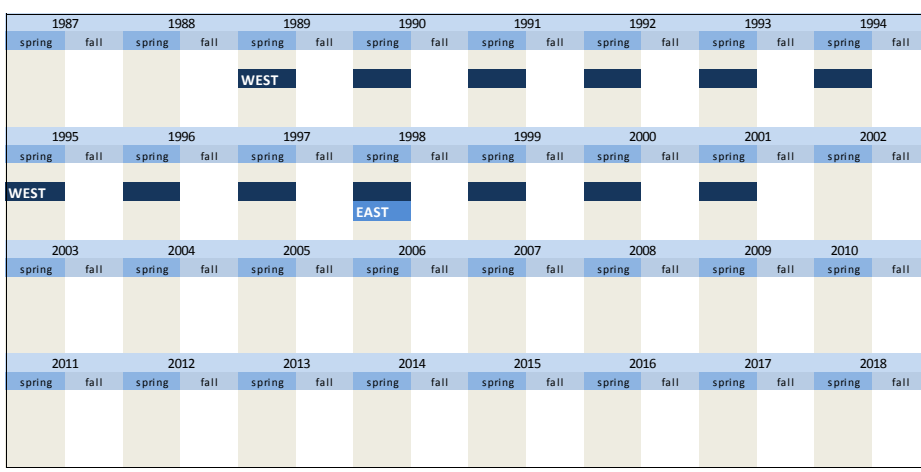 1987 1988 1989 1990 1991 1992 1993 1994
spring fall spring fall spring fall spring fall spring fall spring fall spring fall spring fall
WEST
1995 1996 1997 1998 1999 2000 2001 2002
spring fall spring fall spring fall spring fall spring fall spring fall spring fall spring fall
WEST
EAST
2003 2004 2005 2006 2007 2008 2009 2010
spring fall spring fall spring fall spring fall spring fall spring fall spring fall spring fall
2011 2012 2013 2014 2015 2016 2017 2018
spring fall spring fall spring fall spring fall spring fall spring fall spring fall spring fall